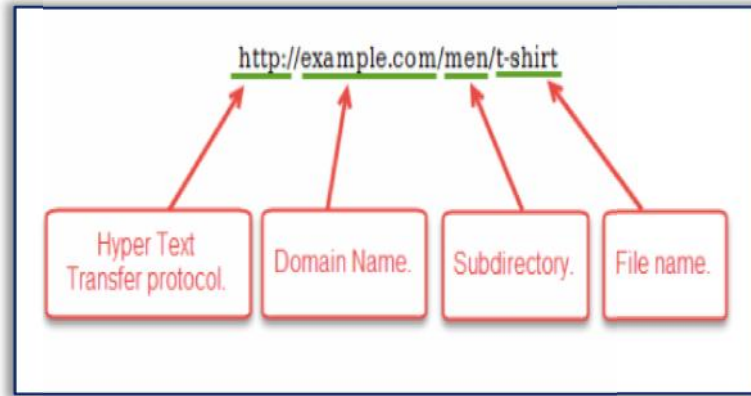 http://example.com/men/t-shirt
Hyper Text
Transfer protocol.
Domain Name.
Subdirectory.
File name.